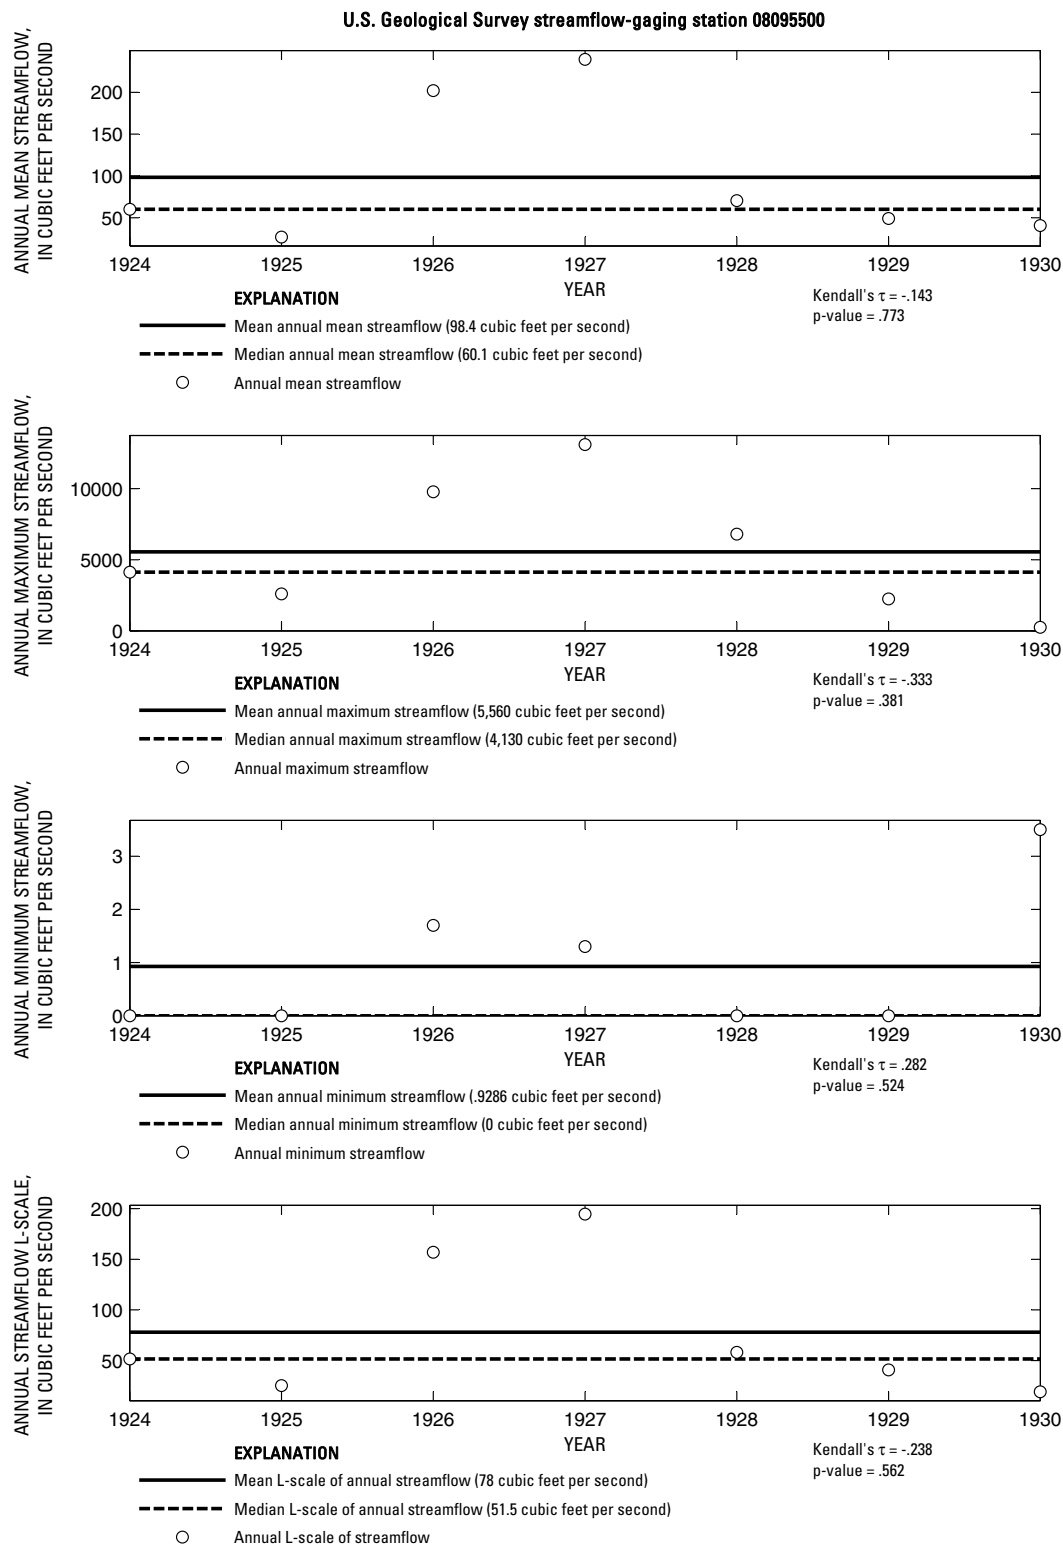 U.S. Geological Survey streamflow-gaging station 08095500
ANNUAL MEAN STREAMFLOW,
IN CUBIC FEET PER SECOND
200
150
100
50
1924 1925 1926 1927 1928 1929 1930
YEAR
Kendall's τ = -.143
p-value = .773
EXPLANATION
Mean annual mean streamflow (98.4 cubic feet per second)
Median annual mean streamflow (60.1 cubic feet per second)
Annual mean streamflow
ANNUAL MAXIMUM STREAMFLOW,
IN CUBIC FEET PER SECOND
10000
5000
0
1924 1925 1926 1927 1928 1929 1930
YEAR
Kendall's τ = -.333
p-value = .381
EXPLANATION
Mean annual maximum streamflow (5,560 cubic feet per second)
Median annual maximum streamflow (4,130 cubic feet per second)
Annual maximum streamflow
ANNUAL MINIMUM STREAMFLOW,
IN CUBIC FEET PER SECOND
3
2
1
0
1924 1925 1926 1927 1928 1929 1930
YEAR
Kendall's τ = .282
p-value = .524
EXPLANATION
Mean annual minimum streamflow (.9286 cubic feet per second)
Median annual minimum streamflow (0 cubic feet per second)
Annual minimum streamflow
ANNUAL STREAMFLOW L-SCALE,
IN CUBIC FEET PER SECOND
200
150
100
50
1924 1925 1926 1927 1928 1929 1930
YEAR
Kendall's τ = -.238
p-value = .562
EXPLANATION
Mean L-scale of annual streamflow (78 cubic feet per second)
Median L-scale of annual streamflow (51.5 cubic feet per second)
Annual L-scale of streamflow